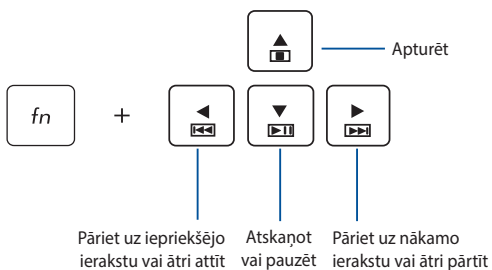 Apturēt
fn
+
Pāriet uz iepriekšējo
ierakstu vai ātri attīt
Atskaņot
vai pauzēt
Pāriet uz nākamo
ierakstu vai ātri pārtīt